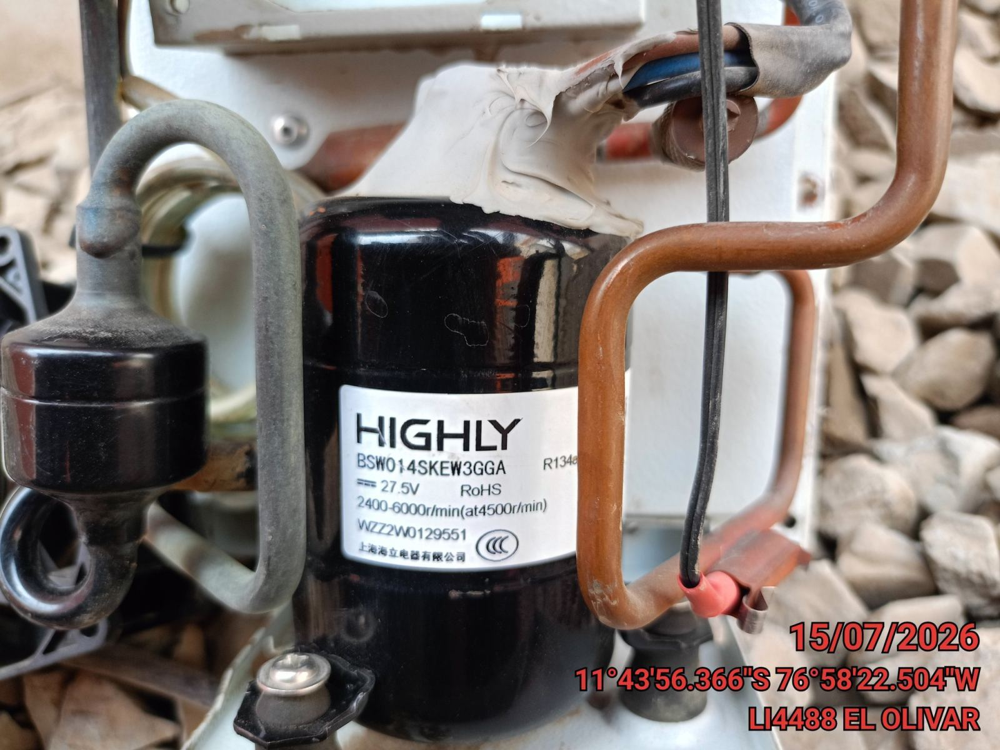 HIGHLY
BSW014SKEW3GGA R134a
27.5V RoHS
2400-6000r/min(at4500r/min)
WZZ2W0129551
上海海立电器有限公司
15/07/2026
11°43'56.366"S 76°58'22.504"W
LI4488 EL OLIVAR